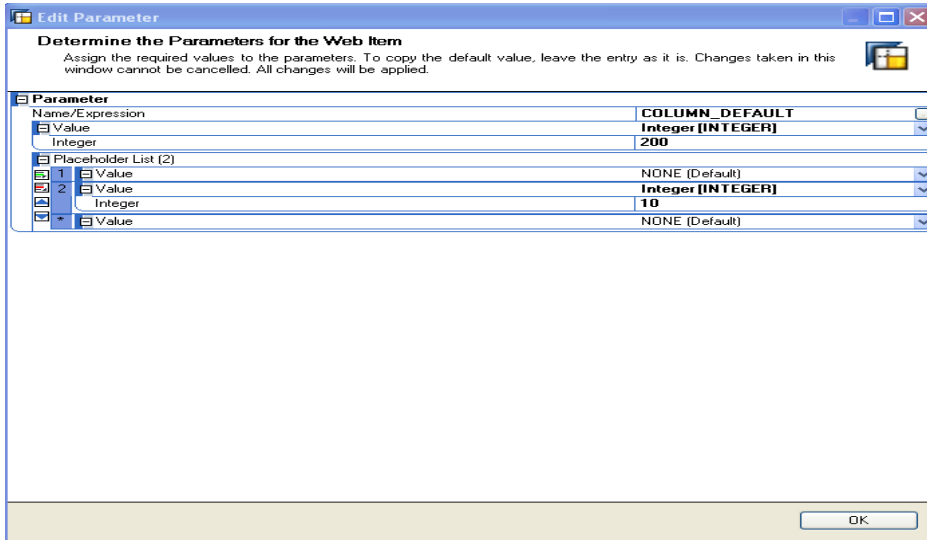 Edit Parameter
Determine the Parameters for the Web Item
Assign the required values to the parameters. To copy the default value, leave the entry as it is. Changes taken in this
window cannot be cancelled. All changes will be applied.
Parameter
Name/Expression COLUMN_DEFAULT
Value Integer [INTEGER]
Integer 200
Placeholder List (2)
1 Value NONE (Default)
2 Value Integer [INTEGER]
Integer 10
* Value NONE (Default)
OK